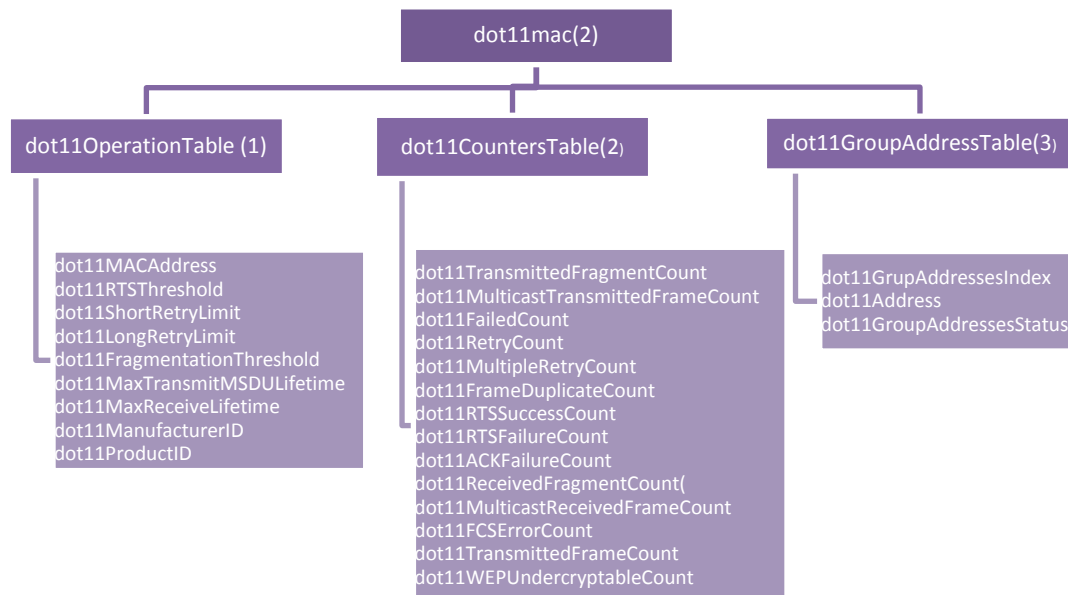 dot11mac(2)
dot11OperationTable (1)
dot11CountersTable(2)
dot11GroupAddressTable(3)
dot11MACAddress
dot11RTSThreshold
dot11ShortRetryLimit
dot11LongRetryLimit
dot11FragmentationThreshold
dot11MaxTransmitMSDULifetime
dot11MaxReceiveLifetime
dot11ManufacturerID
dot11ProductID
dot11TransmittedFragmentCount
dot11MulticastTransmittedFrameCount
dot11FailedCount
dot11RetryCount
dot11MultipleRetryCount
dot11FrameDuplicateCount
dot11RTSSuccessCount
dot11RTSFailureCount
dot11ACKFailureCount
dot11ReceivedFragmentCount(
dot11MulticastReceivedFrameCount
dot11FCSErrorCount
dot11TransmittedFrameCount
dot11WEPUndercryptableCount
dot11GrupAddressesIndex
dot11Address
dot11GroupAddressesStatus